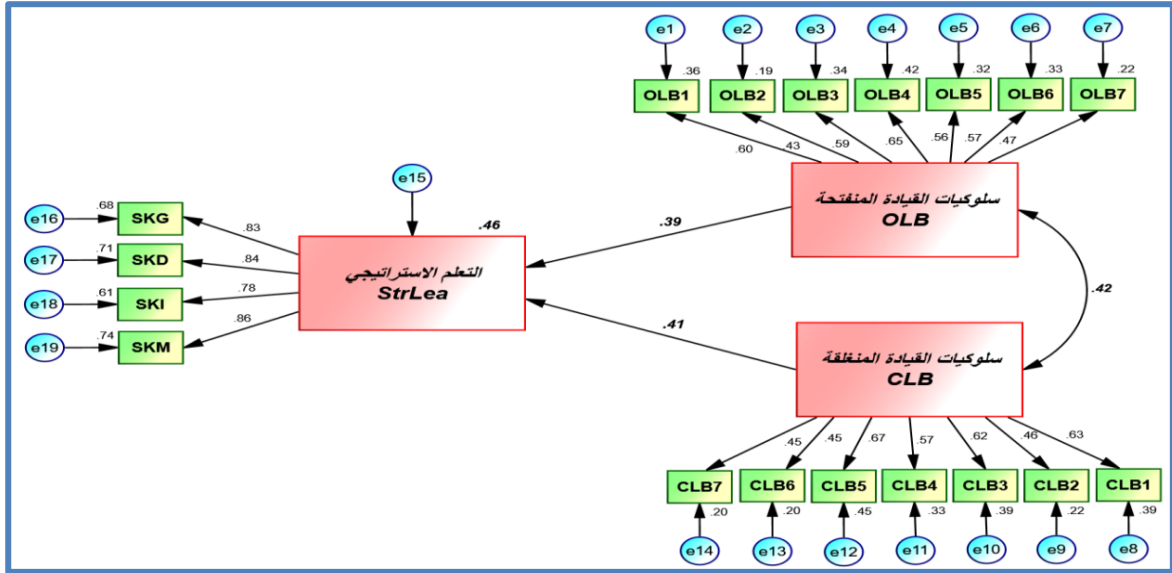 e1 e2 e3 e4 e5 e6 e7
.36 .19 .34 .42 .32 .33 .22
OLB1 OLB2 OLB3 OLB4 OLB5 OLB6 OLB7
.60 .43 .59 .65 .56 .57 .47
سلوكيات القيادة المنفتحة
OLB
e15
.46
.39
التعلم الاستراتيجي
StrLea
e16 .68 SKG .83
e17 .71 SKD .84
e18 .61 SKI .78
e19 .74 SKM .86
.42
.41
سلوكيات القيادة المنغلقة
CLB
.45 .45 .67 .57 .62 .46 .63
CLB7 CLB6 CLB5 CLB4 CLB3 CLB2 CLB1
.20 .20 .45 .33 .39 .22 .39
e14 e13 e12 e11 e10 e9 e8